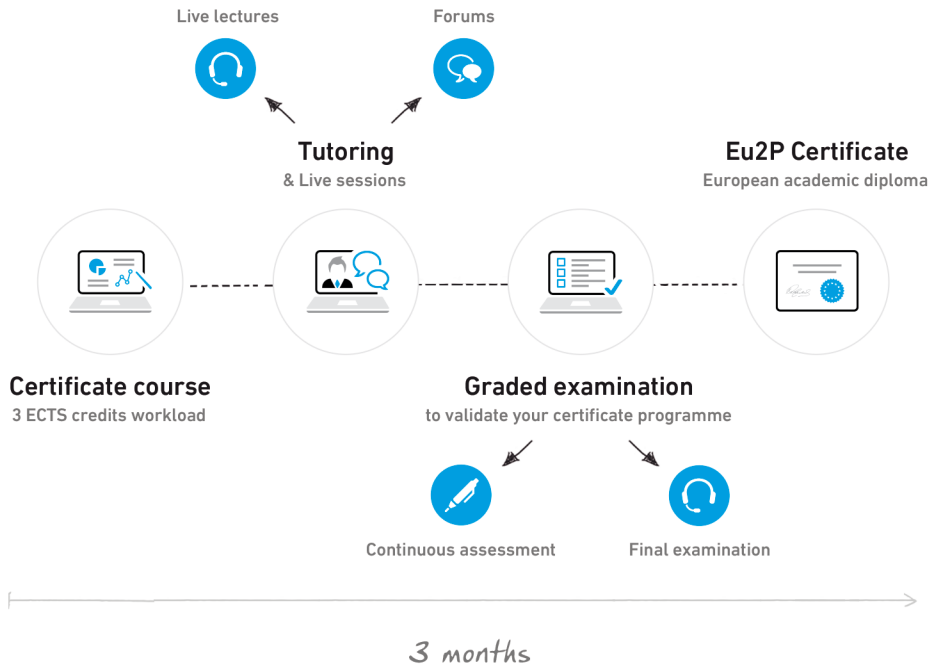 Live lectures
Forums
Tutoring
& Live sessions
Eu2P Certificate
European academic diploma
Certificate course
3 ECTS credits workload
Graded examination
to validate your certificate programme
Continuous assessment
Final examination
3 months